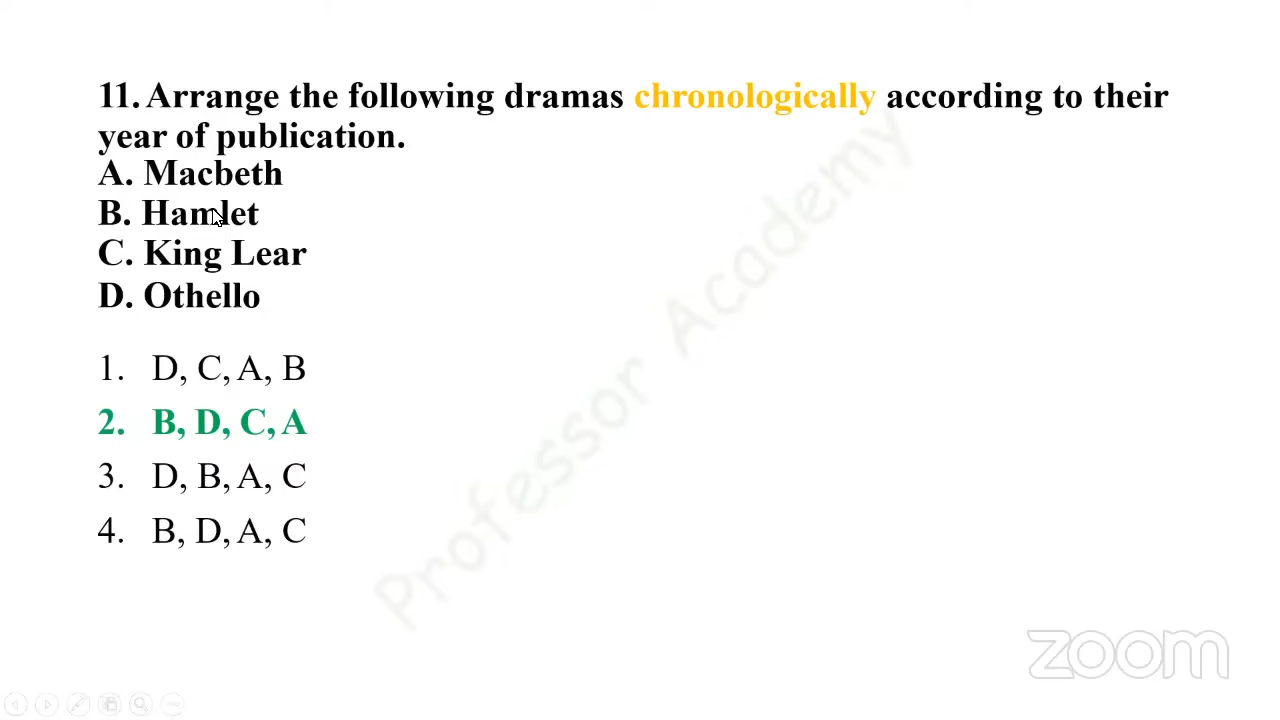 11. Arrange the following dramas chronologically according to their
year of publication.
A. Macbeth
B. Hamlet
C. King Lear
D. Othello
1. D, C, A, B
2. B, D, C, A
3. D, B, A, C
4. B, D, A, C
Professor Academy
zoom